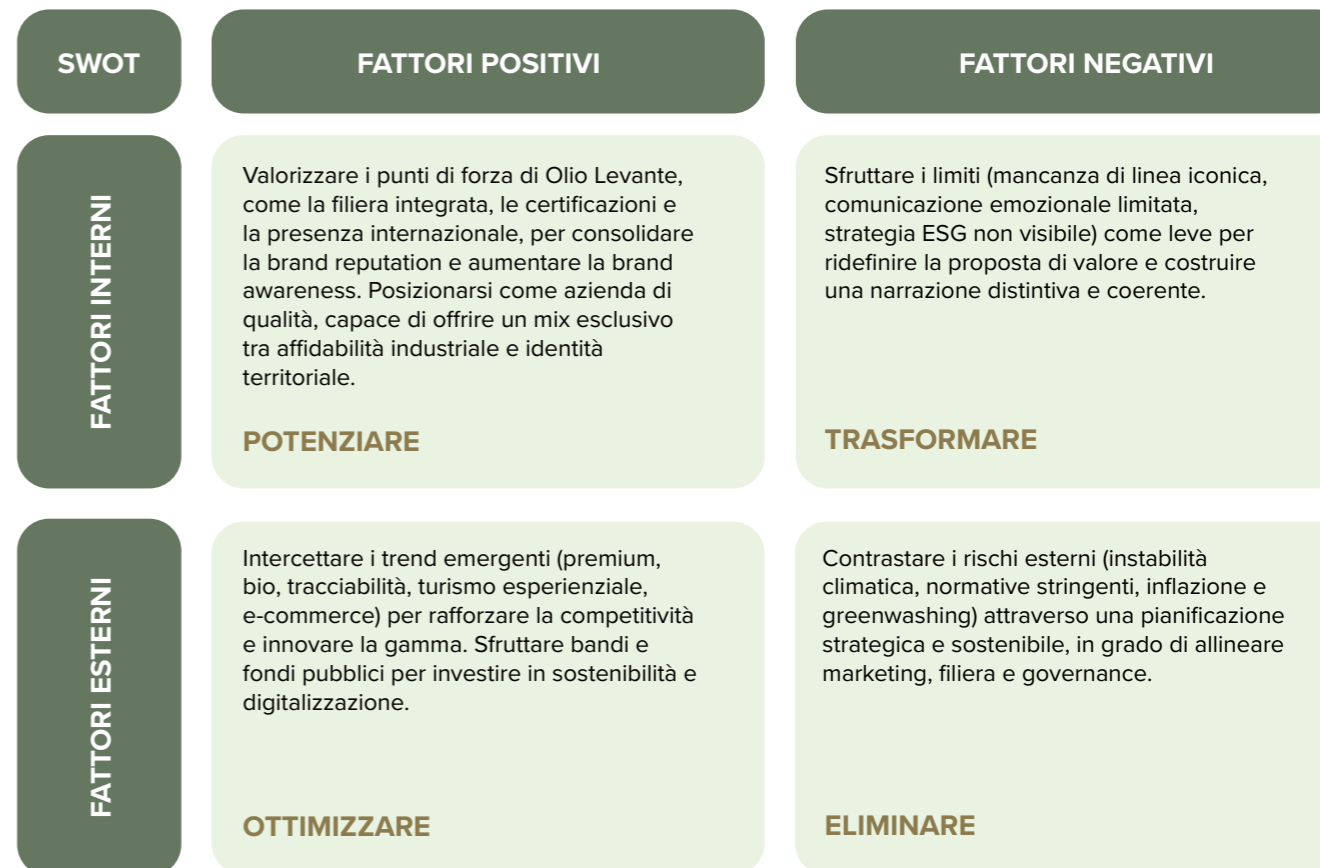 SWOT
FATTORI POSITIVI
FATTORI NEGATIVI
FATTORI INTERNI
Valorizzare i punti di forza di Olio Levante,
come la filiera integrata, le certificazioni e
la presenza internazionale, per consolidare
la brand reputation e aumentare la brand
awareness. Posizionarsi come azienda di
qualità, capace di offrire un mix esclusivo
tra affidabilità industriale e identità
territoriale.
POTENZIARE
Sfruttare i limiti (mancanza di linea iconica,
comunicazione emozionale limitata,
strategia ESG non visibile) come leve per
ridefinire la proposta di valore e costruire
una narrazione distintiva e coerente.
TRASFORMARE
FATTORI ESTERNI
Intercettare i trend emergenti (premium,
bio, tracciabilità, turismo esperienziale,
e-commerce) per rafforzare la competitività
e innovare la gamma. Sfruttare bandi e
fondi pubblici per investire in sostenibilità e
digitalizzazione.
OTTIMIZZARE
Contrastare i rischi esterni (instabilità
climatica, normative stringenti, inflazione e
greenwashing) attraverso una pianificazione
strategica e sostenibile, in grado di allineare
marketing, filiera e governance.
ELIMINARE